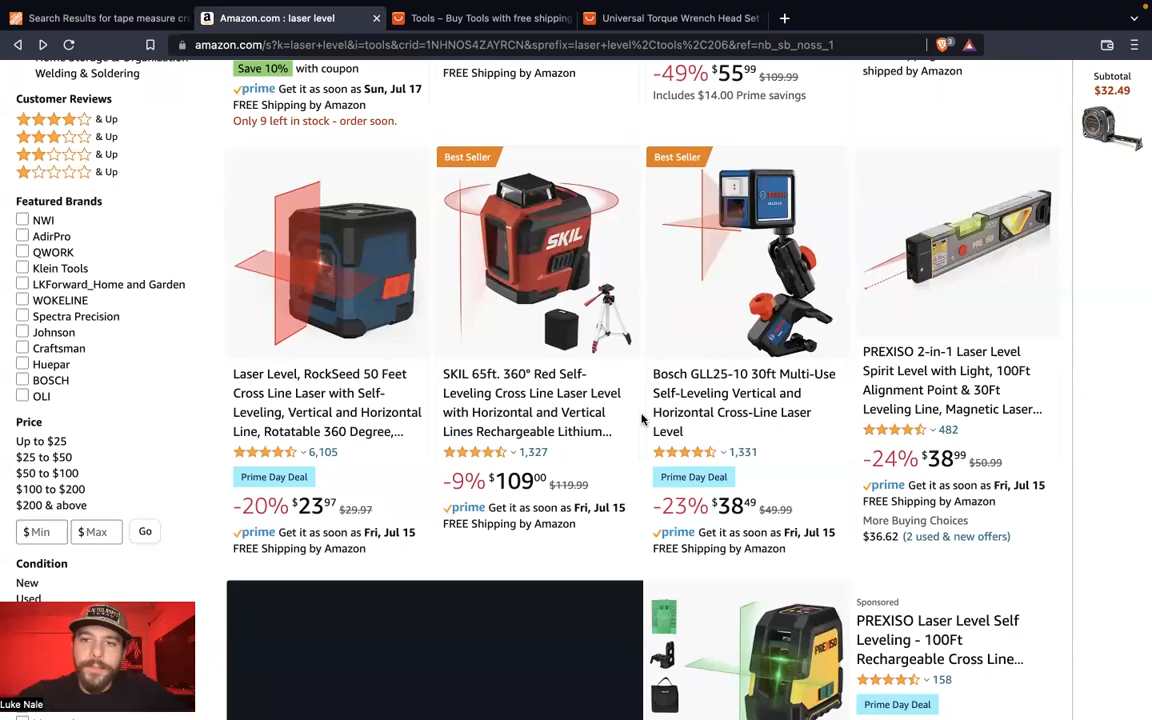 Search Results for tape measure cr
Amazon.com : laser level
Tools – Buy Tools with free shipping
Universal Torque Wrench Head Set
amazon.com/s?k=laser+level&i=tools&crid=1NHNOS4ZAYRCN&sprefix=laser+level%2Ctools%2C206&ref=nb_sb_noss_1
3
Welding & Soldering
Customer Reviews
& Up
& Up
& Up
& Up
Featured Brands
NWI
AdirPro
QWORK
Klein Tools
LKForward_Home and Garden
WOKELINE
Spectra Precision
Johnson
Craftsman
Huepar
BOSCH
OLI
Price
Up to $25
$25 to $50
$50 to $100
$100 to $200
$200 & above
$ Min
$ Max
Go
Condition
New
Used
Luke Nale
Save 10% with coupon
prime Get it as soon as Sun, Jul 17
FREE Shipping by Amazon
Only 9 left in stock - order soon.
FREE Shipping by Amazon
-49% $55 99 $109.99
Includes $14.00 Prime savings
shipped by Amazon
Subtotal
$32.49
Laser Level, RockSeed 50 Feet
Cross Line Laser with Self-
Leveling, Vertical and Horizontal
Line, Rotatable 360 Degree,...
6,105
Prime Day Deal
-20% $23 97 $29.97
prime Get it as soon as Fri, Jul 15
FREE Shipping by Amazon
Best Seller
SKIL
SKIL 65ft. 360° Red Self-
Leveling Cross Line Laser Level
with Horizontal and Vertical
Lines Rechargeable Lithium...
1,327
-9% $109 00 $119.99
prime Get it as soon as Fri, Jul 15
FREE Shipping by Amazon
Best Seller
Bosch GLL25-10 30ft Multi-Use
Self-Leveling Vertical and
Horizontal Cross-Line Laser
Level
1,331
Prime Day Deal
-23% $38 49 $49.99
prime Get it as soon as Fri, Jul 15
FREE Shipping by Amazon
PREXISO 2-in-1 Laser Level
Spirit Level with Light, 100Ft
Alignment Point & 30Ft
Leveling Line, Magnetic Laser...
482
-24% $38 99 $50.99
prime Get it as soon as Fri, Jul 15
FREE Shipping by Amazon
More Buying Choices
$36.62 (2 used & new offers)
PREXISO
Sponsored
PREXISO Laser Level Self
Leveling - 100Ft
Rechargeable Cross Line...
158
Prime Day Deal